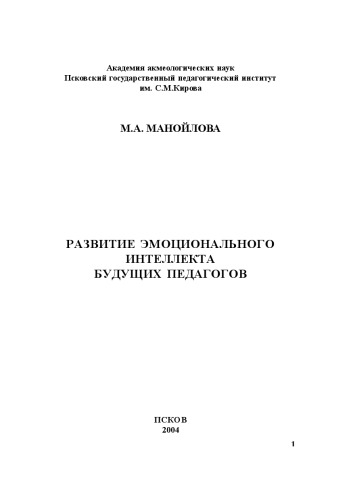 Академия акмеологических наук
Псковский государственный педагогический институт
им. С.М.Кирова
М.А. МАНОЙЛОВА
РАЗВИТИЕ ЭМОЦИОНАЛЬНОГО
ИНТЕЛЛЕКТА
БУДУЩИХ ПЕДАГОГОВ
ПСКОВ
2004
1